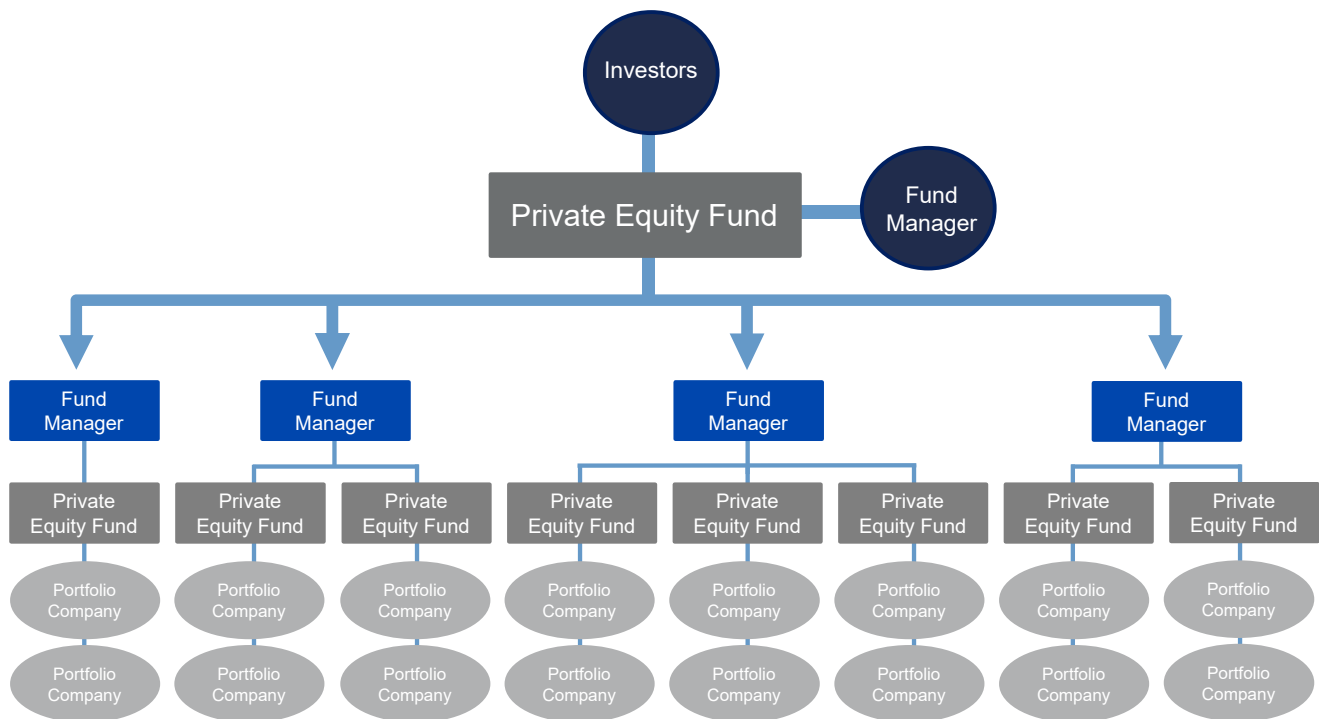 Investors
Private Equity Fund
Fund
Manager
Fund
Manager
Fund
Manager
Fund
Manager
Fund
Manager
Private
Equity Fund
Private
Equity Fund
Private
Equity Fund
Private
Equity Fund
Private
Equity Fund
Private
Equity Fund
Private
Equity Fund
Private
Equity Fund
Portfolio
Company
Portfolio
Company
Portfolio
Company
Portfolio
Company
Portfolio
Company
Portfolio
Company
Portfolio
Company
Portfolio
Company
Portfolio
Company
Portfolio
Company
Portfolio
Company
Portfolio
Company
Portfolio
Company
Portfolio
Company
Portfolio
Company
Portfolio
Company